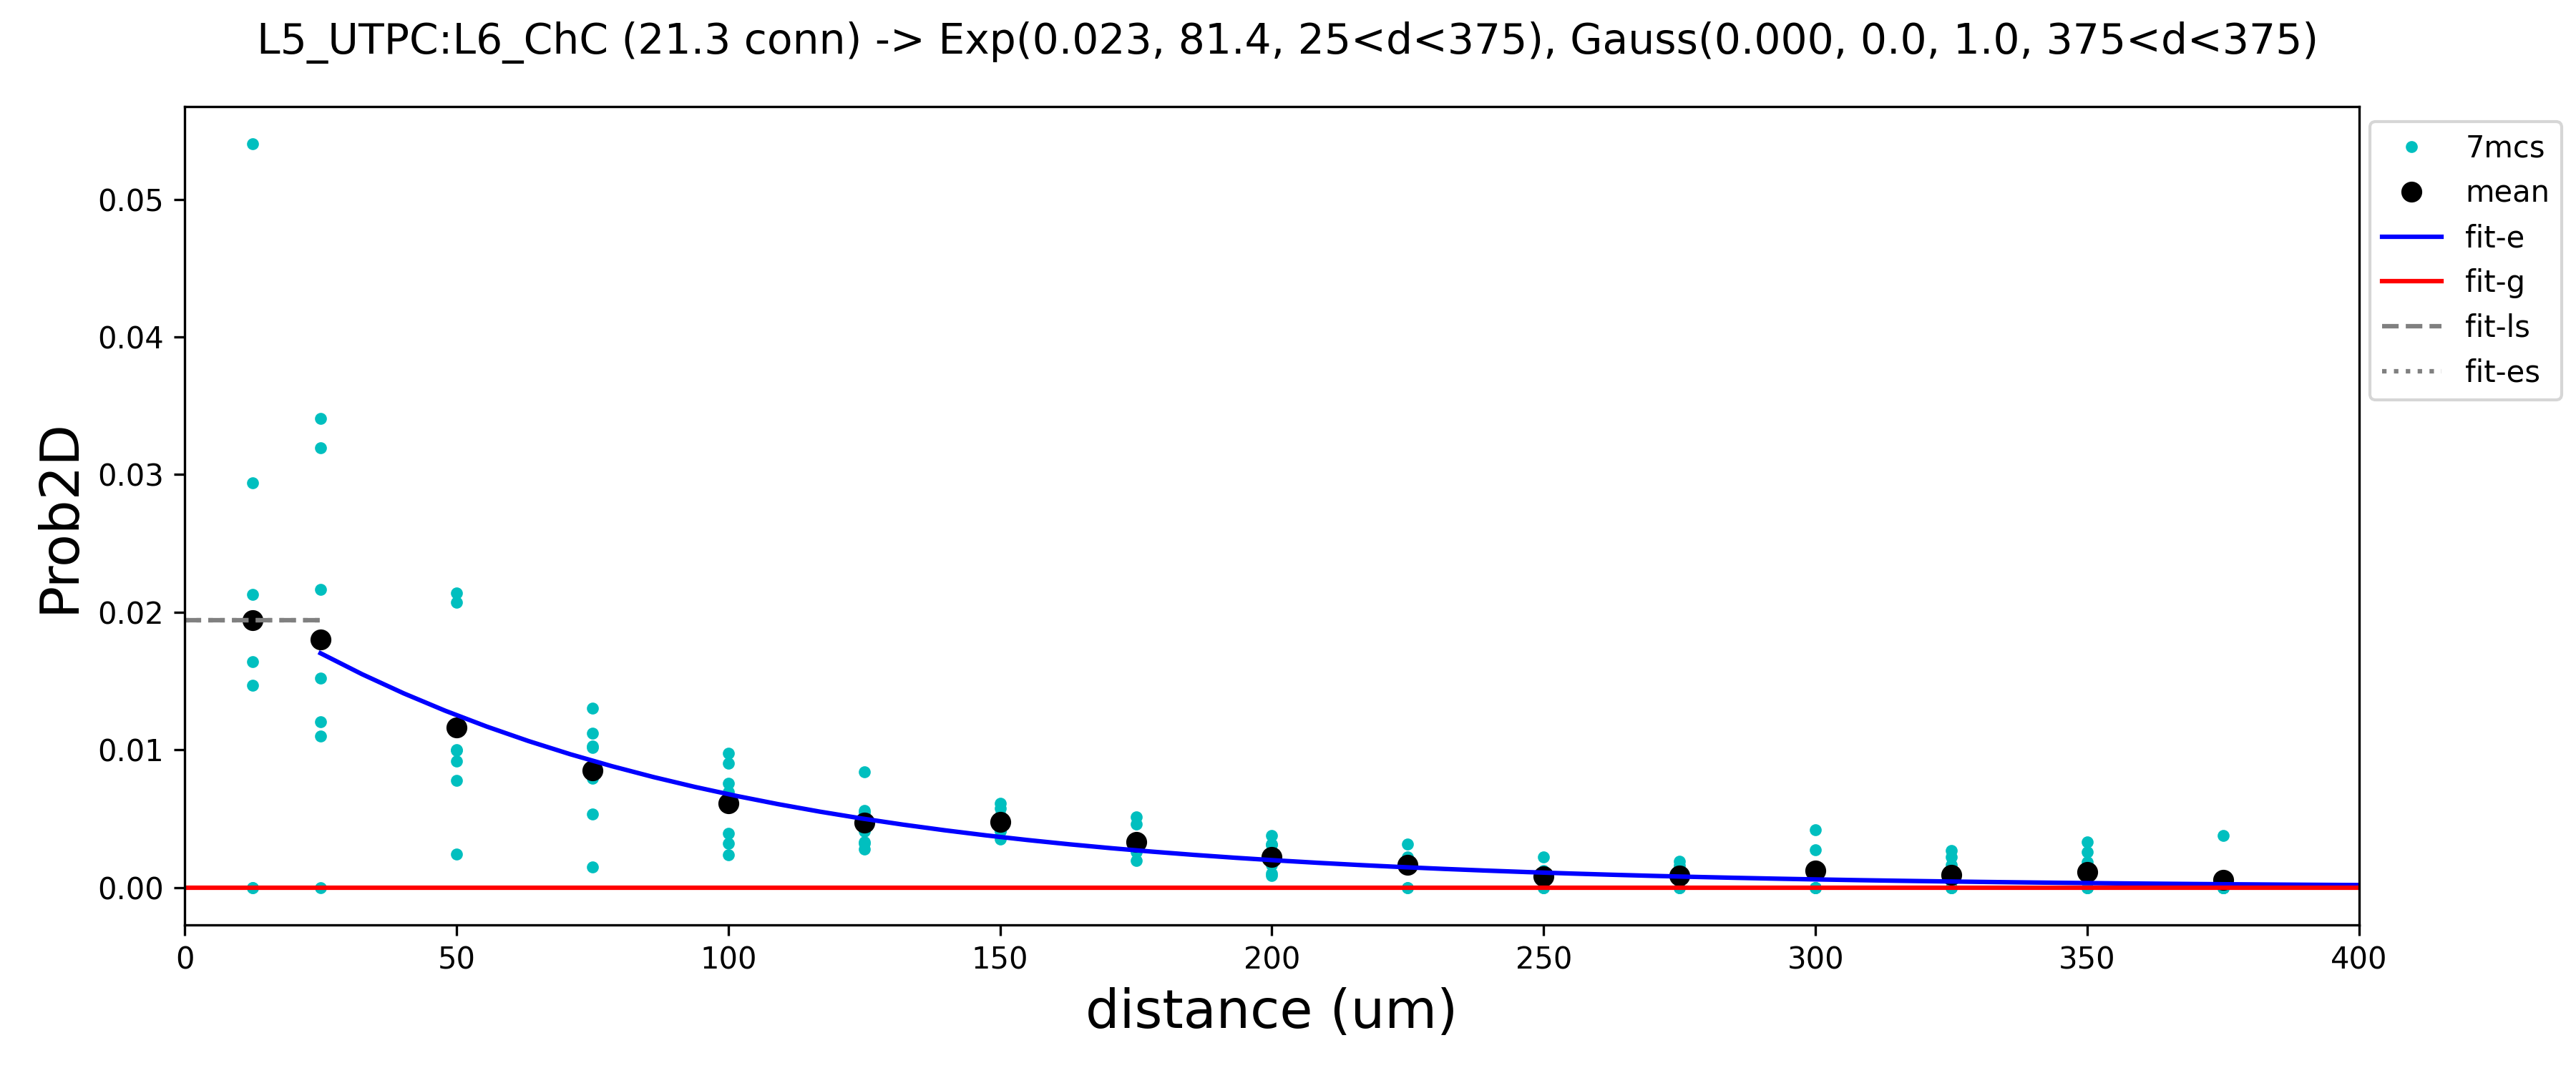 L5_UTPC:L6_ChC (21.3 conn) -> Exp(0.023, 81.4, 25<d<375), Gauss(0.000, 0.0, 1.0, 375<d<375)
Prob2D
0.05
0.04
0.03
0.02
0.01
0.00
0 50 100 150 200 250 300 350 400
distance (um)
7mcs
mean
fit-e
fit-g
fit-ls
fit-es